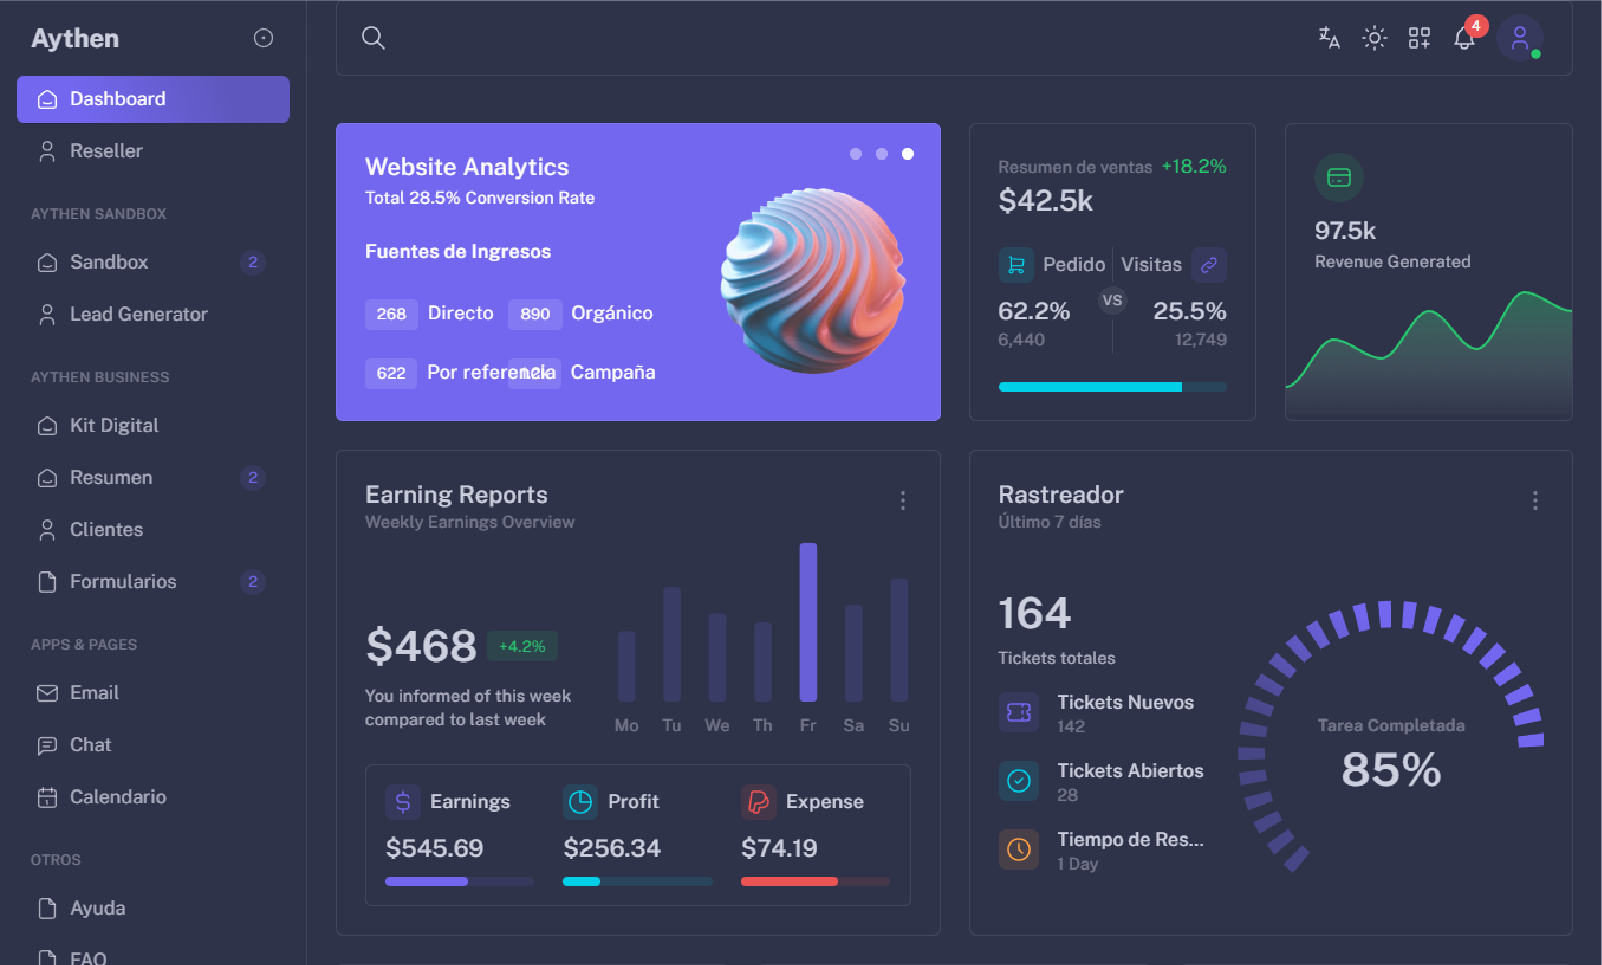 Aythen
Dashboard
Reseller
AYTHEN SANDBOX
Sandbox 2
Lead Generator
AYTHEN BUSINESS
Kit Digital
Resumen 2
Clientes
Formularios 2
APPS & PAGES
Email
Chat
Calendario
OTROS
Ayuda
FAQ
4
Website Analytics
Total 28.5% Conversion Rate
Fuentes de Ingresos
268 Directo 890 Orgánico
622 Por referencia Campaña
Resumen de ventas +18.2%
$42.5k
Pedido Visitas
VS
62.2% 25.5%
6,440 12,749
97.5k
Revenue Generated
Earning Reports
Weekly Earnings Overview
$468 +4.2%
You informed of this week
compared to last week
Mo Tu We Th Fr Sa Su
Earnings Profit Expense
$545.69 $256.34 $74.19
Rastreador
Último 7 días
164
Tickets totales
Tickets Nuevos
142
Tickets Abiertos
28
Tiempo de Res...
1 Day
Tarea Completada
85%